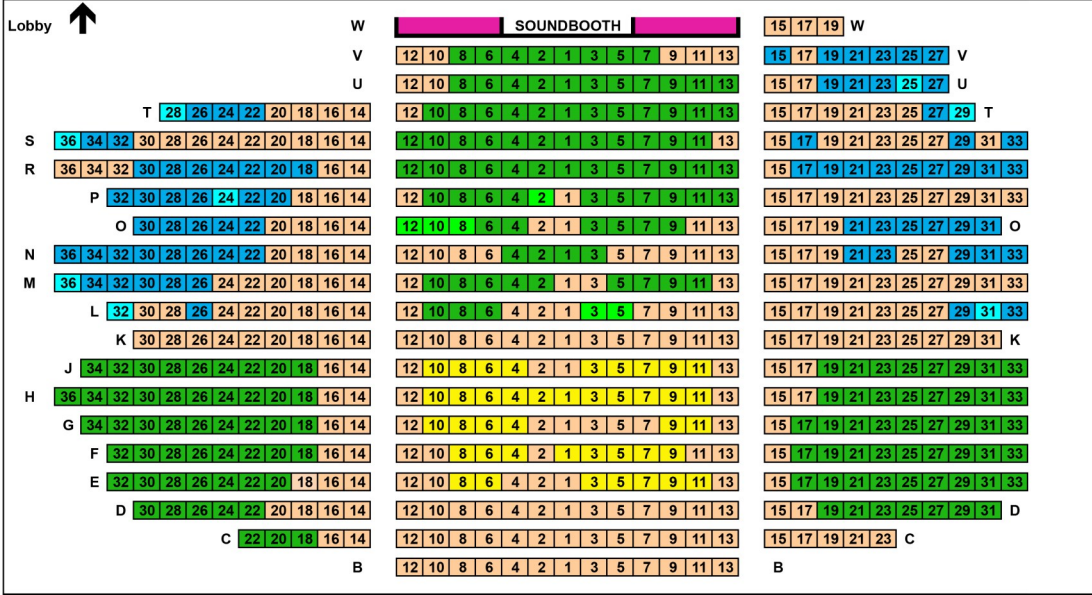 Lobby W SOUNDBOOTH 15 17 19 W
V 12 10 8 6 4 2 1 3 5 7 9 11 13 15 17 19 21 23 25 27 V
U 12 10 8 6 4 2 1 3 5 7 9 11 13 15 17 19 21 23 25 27 U
T 28 26 24 22 20 18 16 14 12 10 8 6 4 2 1 3 5 7 9 11 13 15 17 19 21 23 25 27 29 T
S 36 34 32 30 28 26 24 22 20 18 16 14 12 10 8 6 4 2 1 3 5 7 9 11 13 15 17 19 21 23 25 27 29 31 33
R 36 34 32 30 28 26 24 22 20 18 16 14 12 10 8 6 4 2 1 3 5 7 9 11 13 15 17 19 21 23 25 27 29 31 33
P 32 30 28 26 24 22 20 18 16 14 12 10 8 6 4 2 1 3 5 7 9 11 13 15 17 19 21 23 25 27 29 31 33
O 30 28 26 24 22 20 18 16 14 12 10 8 6 4 2 1 3 5 7 9 11 13 15 17 19 21 23 25 27 29 31 O
N 36 34 32 30 28 26 24 22 20 18 16 14 12 10 8 6 4 2 1 3 5 7 9 11 13 15 17 19 21 23 25 27 29 31 33
M 36 34 32 30 28 26 24 22 20 18 16 14 12 10 8 6 4 2 1 3 5 7 9 11 13 15 17 19 21 23 25 27 29 31 33
L 32 30 28 26 24 22 20 18 16 14 12 10 8 6 4 2 1 3 5 7 9 11 13 15 17 19 21 23 25 27 29 31 33
K 30 28 26 24 22 20 18 16 14 12 10 8 6 4 2 1 3 5 7 9 11 13 15 17 19 21 23 25 27 29 31 K
J 34 32 30 28 26 24 22 20 18 16 14 12 10 8 6 4 2 1 3 5 7 9 11 13 15 17 19 21 23 25 27 29 31 33
H 36 34 32 30 28 26 24 22 20 18 16 14 12 10 8 6 4 2 1 3 5 7 9 11 13 15 17 19 21 23 25 27 29 31 33
G 34 32 30 28 26 24 22 20 18 16 14 12 10 8 6 4 2 1 3 5 7 9 11 13 15 17 19 21 23 25 27 29 31 33
F 32 30 28 26 24 22 20 18 16 14 12 10 8 6 4 2 1 3 5 7 9 11 13 15 17 19 21 23 25 27 29 31 33
E 32 30 28 26 24 22 20 18 16 14 12 10 8 6 4 2 1 3 5 7 9 11 13 15 17 19 21 23 25 27 29 31 33
D 30 28 26 24 22 20 18 16 14 12 10 8 6 4 2 1 3 5 7 9 11 13 15 17 19 21 23 25 27 29 31 D
C 22 20 18 16 14 12 10 8 6 4 2 1 3 5 7 9 11 13 15 17 19 21 23 C
B 12 10 8 6 4 2 1 3 5 7 9 11 13 B